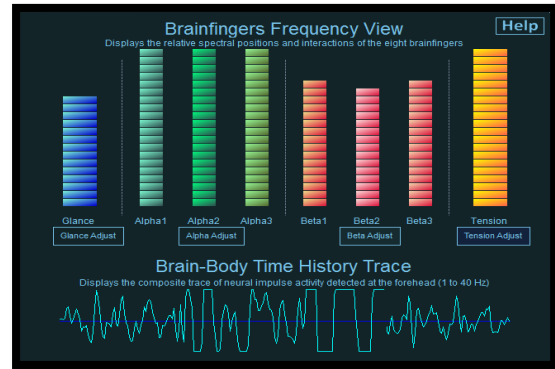 Brainfingers Frequency View
Help
Displays the relative spectral positions and interactions of the eight brainfingers
Glance Alpha1 Alpha2 Alpha3 Beta1 Beta2 Beta3 Tension
Glance Adjust Alpha Adjust Beta Adjust Tension Adjust
Brain-Body Time History Trace
Displays the composite trace of neural impulse activity detected at the forehead (1 to 40 Hz)